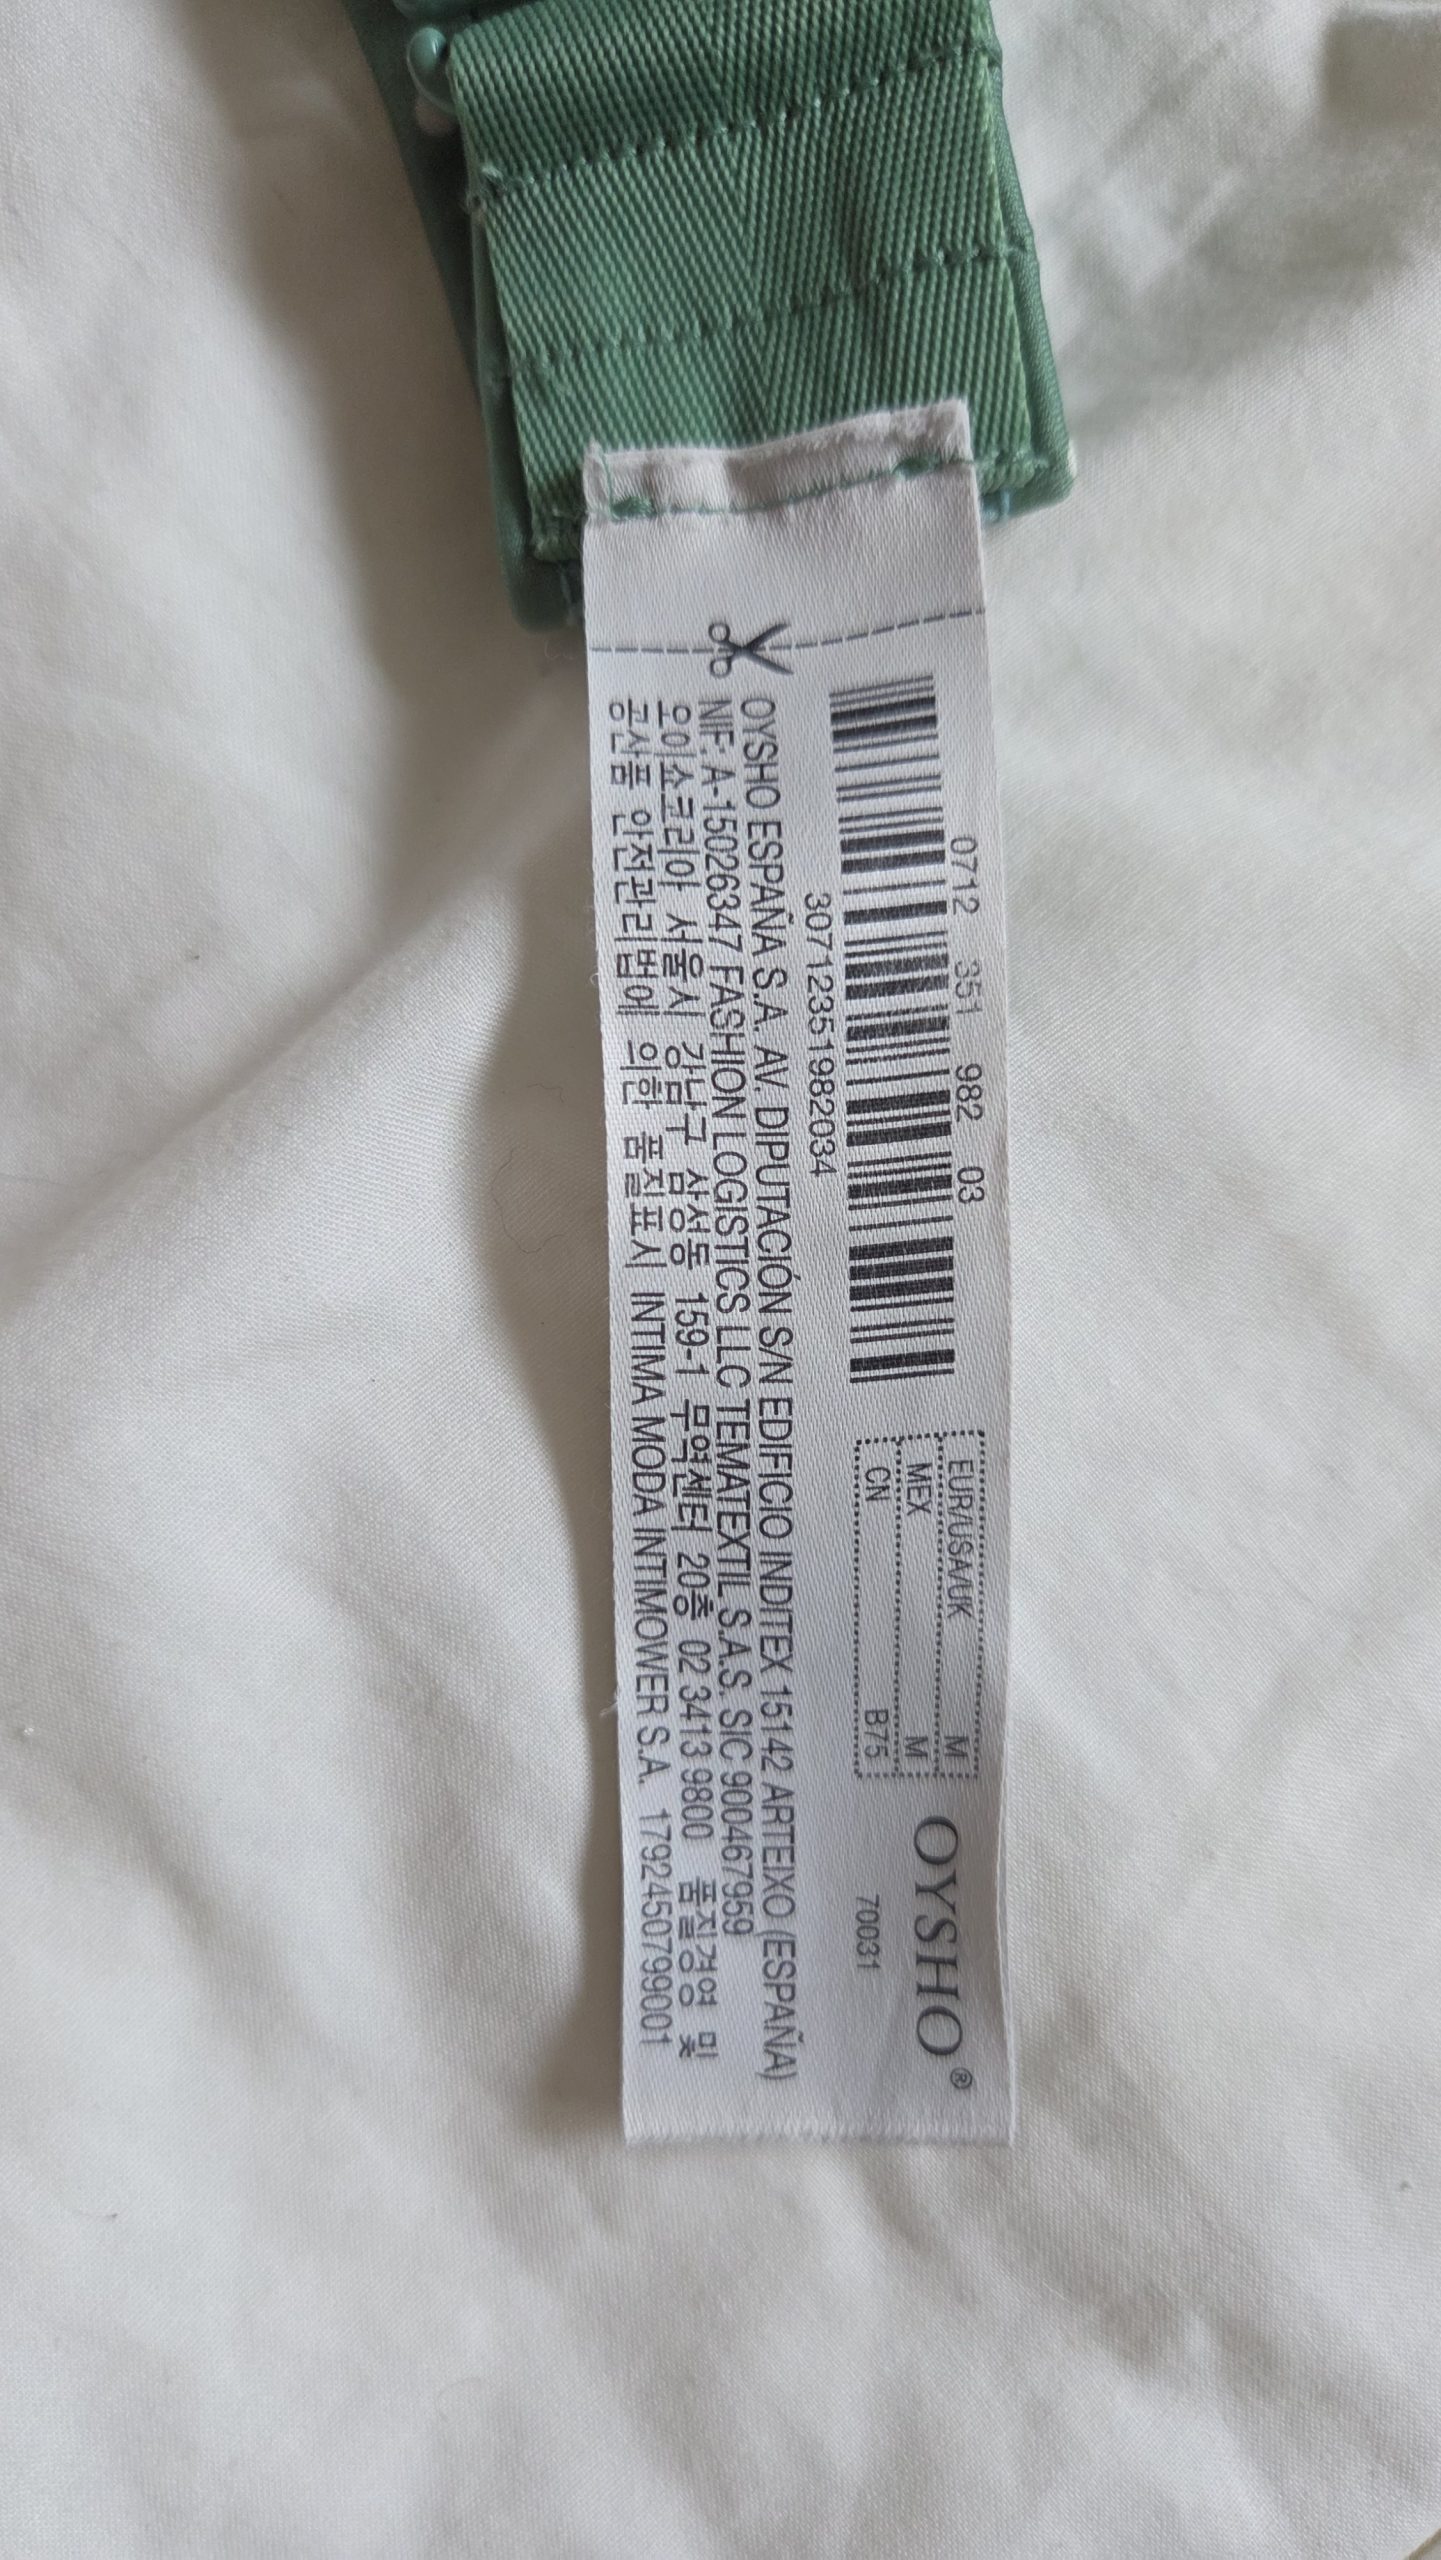 0712 351 982 03
30712351982034
EUR/USA/UK M
MEX M
CN B75
OYSHO®
70031
OYSHO ESPAÑA S.A. AV. DIPUTACIÓN S/N EDIFICIO INDITEX 15142 ARTEIXO (ESPAÑA)
NIF: A-15026347 FASHION LOGISTICS LLC TEMATEXTIL S.A.S. SIC 900467959
오이쇼코리아 서울시 강남구 삼성동 159-1 무역센터 20층 02 3413 9800 품질경영 및
공산품 안전관리법에 의한 품질표시 INTIMA MODA INTIMOWER S.A. 1792450799001